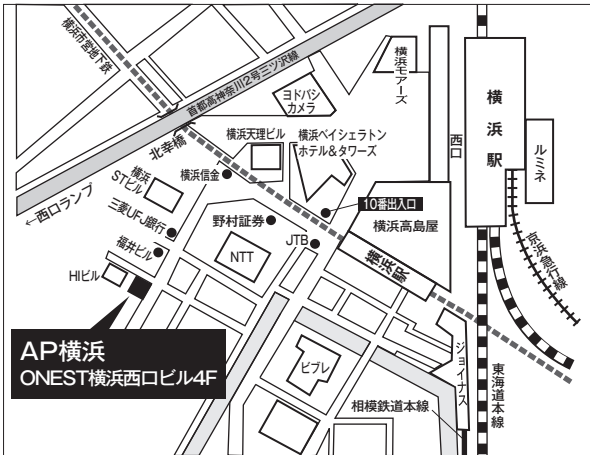 横浜市営地下鉄
首都高神奈川2号三ツ沢線
ヨドバシ
カメラ
横浜モアーズ
西口
横浜駅
ルミネ
北幸橋
横浜天理ビル
横浜ベイシェラトン
ホテル&タワーズ
←西口ランプ
横浜
STビル
横浜信金
10番出入口
三菱UFJ銀行
野村証券
横浜高島屋
京浜急行線
福井ビル
NTT
JTB
横浜駅
HIビル
AP横浜
ONEST横浜西口ビル4F
ビブレ
ジョイナス
相模鉄道本線
東海道本線